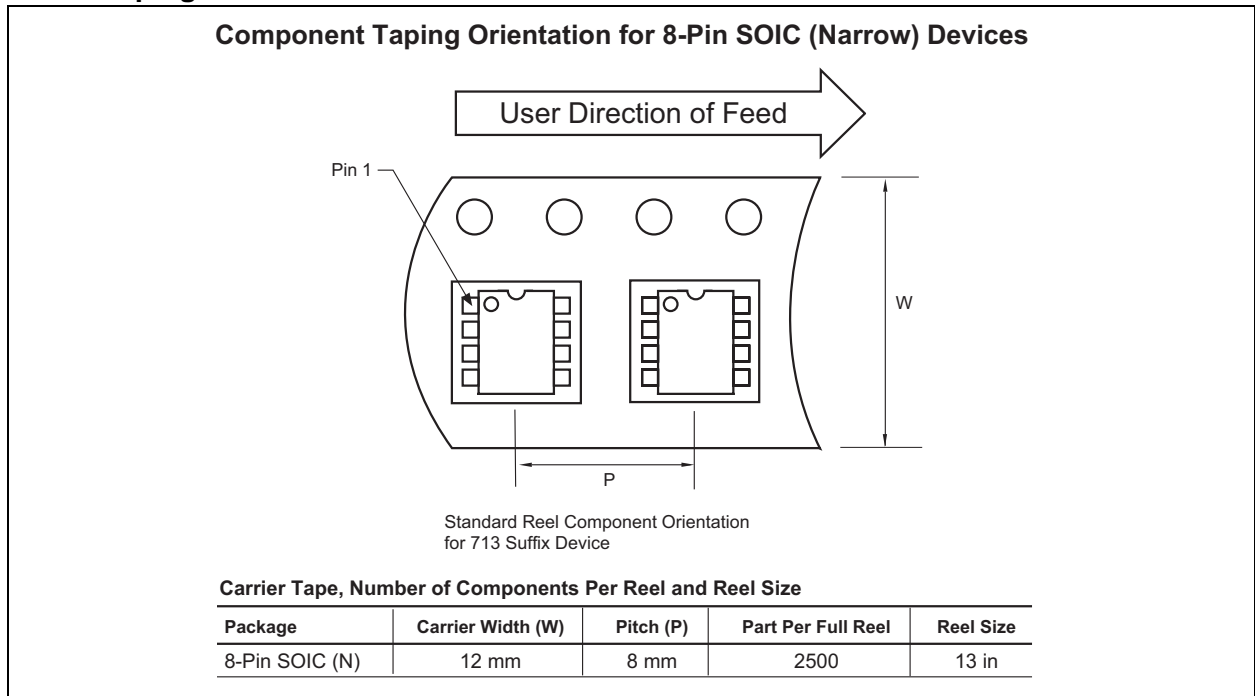 Component Taping Orientation for 8-Pin SOIC (Narrow) Devices
User Direction of Feed
Pin 1
W
P
Standard Reel Component Orientation
for 713 Suffix Device
Carrier Tape, Number of Components Per Reel and Reel Size
Package Carrier Width (W) Pitch (P) Part Per Full Reel Reel Size
8-Pin SOIC (N) 12 mm 8 mm 2500 13 in